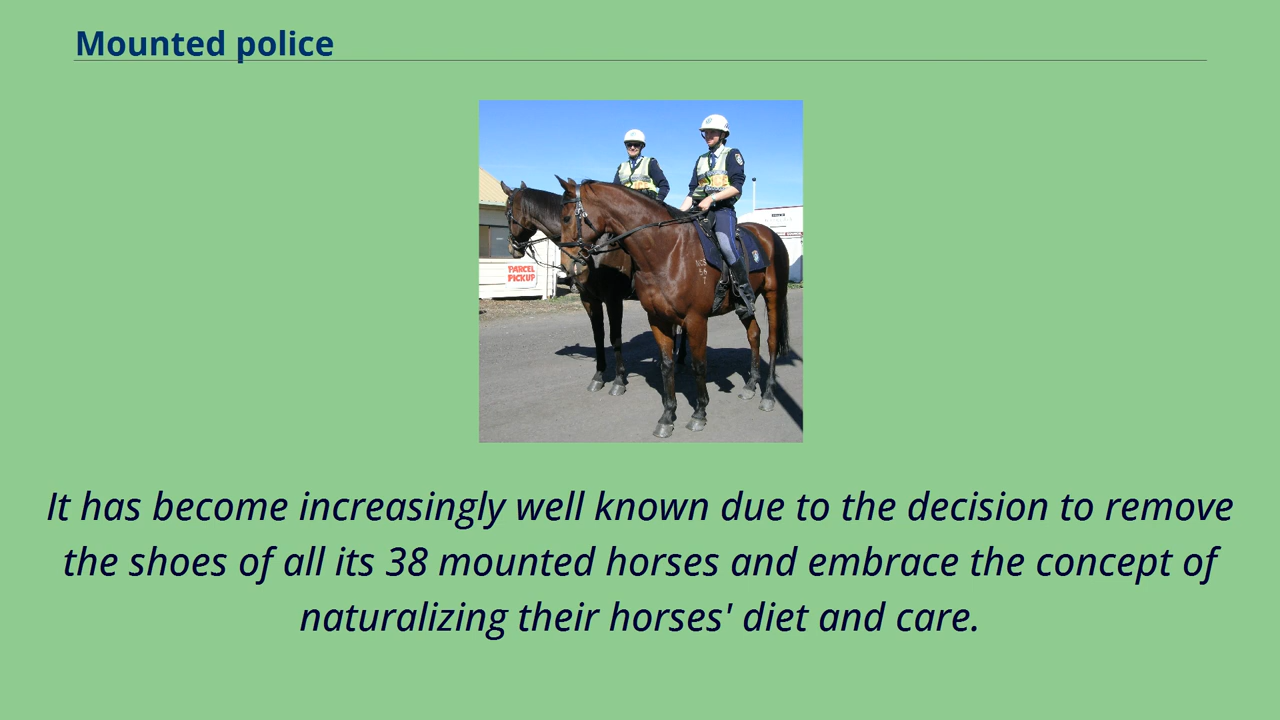 Mounted police
PARCEL
PICKUP
It has become increasingly well known due to the decision to remove
the shoes of all its 38 mounted horses and embrace the concept of
naturalizing their horses' diet and care.